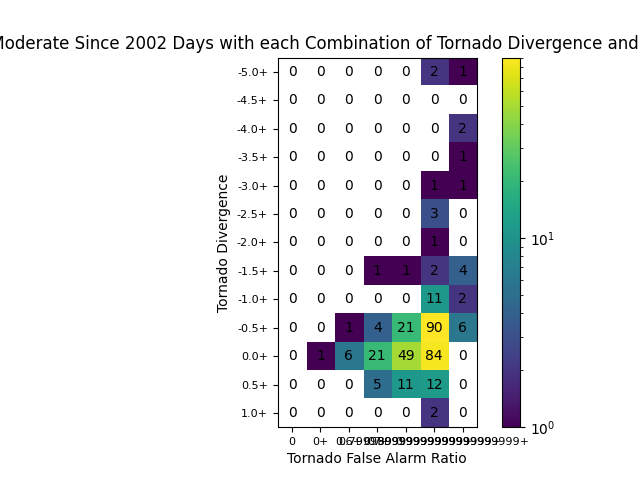 Moderate Since 2002 Days with each Combination of Tornado Divergence and
-5.0+ 0 0 0 0 0 2 1
-4.5+ 0 0 0 0 0 0 0
-4.0+ 0 0 0 0 0 0 2
-3.5+ 0 0 0 0 0 0 1
-3.0+ 0 0 0 0 0 1 1
-2.5+ 0 0 0 0 0 3 0
-2.0+ 0 0 0 0 0 1 0
-1.5+ 0 0 0 1 1 2 4
-1.0+ 0 0 0 0 0 11 2
-0.5+ 0 0 1 4 21 90 6
0.0+ 0 1 6 21 49 84 0
0.5+ 0 0 0 5 11 12 0
1.0+ 0 0 0 0 0 2 0
0 0+
Tornado False Alarm Ratio
Tornado Divergence
10^1
10^0